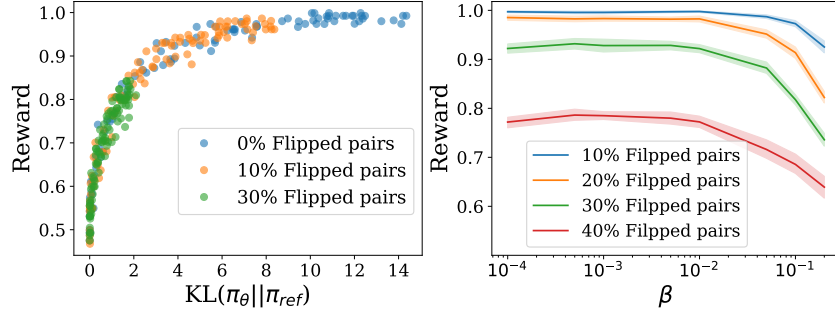 Reward
1.0
0.9
0.8
0.7
0.6
0.5
0% Flipped pairs
10% Flipped pairs
30% Flipped pairs
0 2 4 6 8 10 12 14
KL(π_θ||π_ref)
Reward
1.0
0.9
0.8
0.7
0.6
10% Filpped pairs
20% Filpped pairs
30% Filpped pairs
40% Filpped pairs
10⁻⁴ 10⁻³ 10⁻² 10⁻¹
β